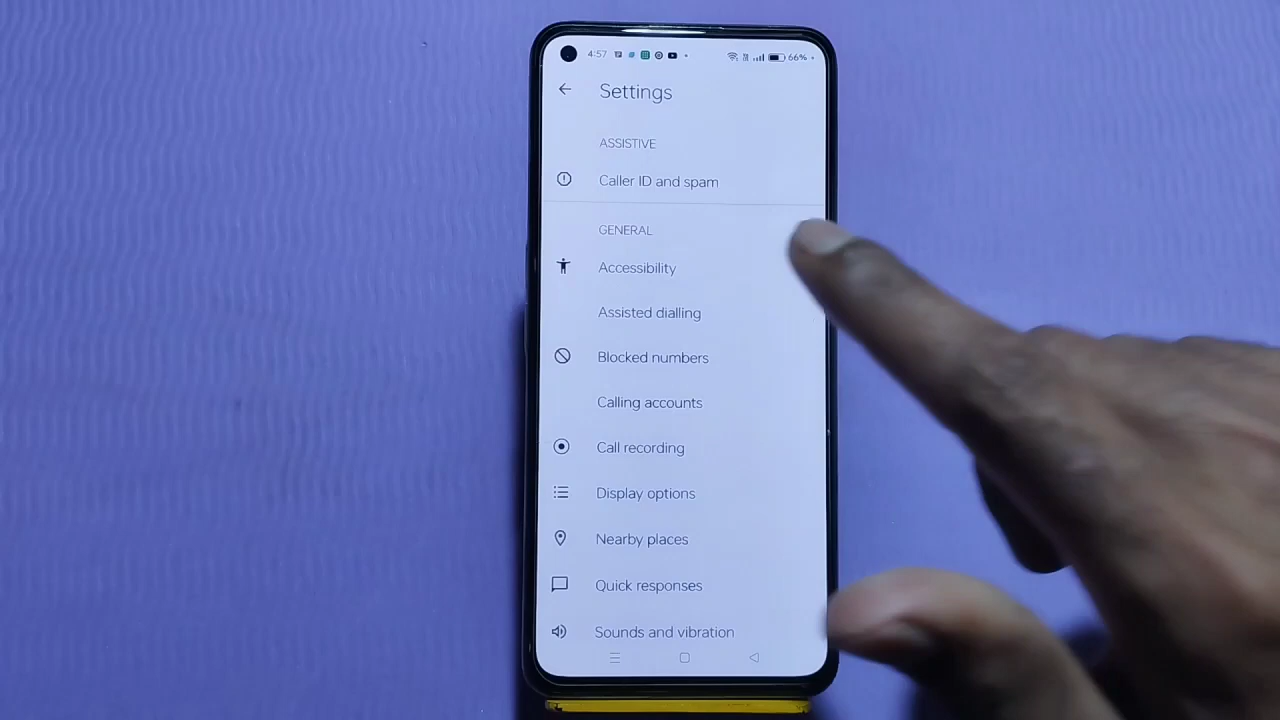 4:57
66%
Settings
ASSISTIVE
Caller ID and spam
GENERAL
Accessibility
Assisted dialling
Blocked numbers
Calling accounts
Call recording
Display options
Nearby places
Quick responses
Sounds and vibration